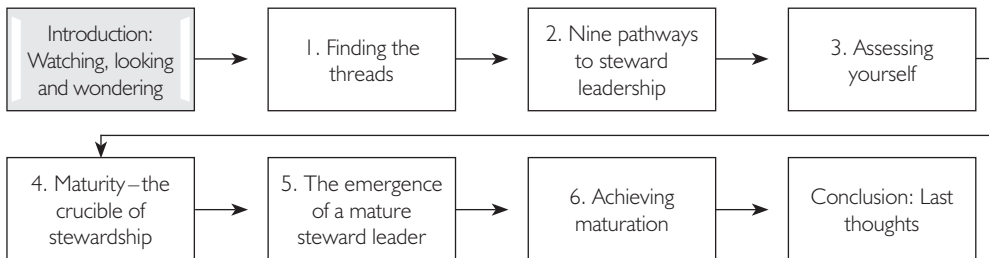 Introduction:
Watching, looking
and wondering
1. Finding the
threads
2. Nine pathways
to steward
leadership
3. Assessing
yourself
4. Maturity–the
crucible of
stewardship
5. The emergence
of a mature
steward leader
6. Achieving
maturation
Conclusion: Last
thoughts